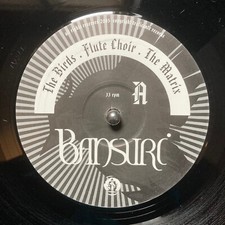 The Birds - Flute Choir - The Matrix
33 rpm
A
BANSURI